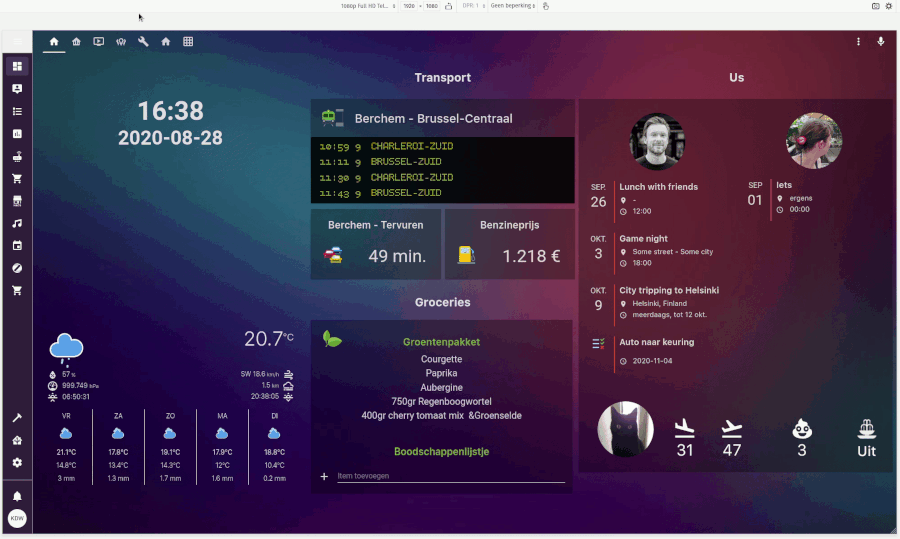 1080p Full HD Tel...
1920 × 1080
DPR: 1
Geen beperking
16:38
2020-08-28
20.7°C
57 %
999.749 hPa
06:50:31
SW 18.6 km/h
1.5 km
20:38:05
VR ZA ZO MA DI
21.1°C 17.8°C 19.1°C 17.9°C 18.8°C
14.8°C 13.4°C 14.3°C 12°C 10.4°C
3 mm 1.3 mm 1.7 mm 1.6 mm 0.2 mm
Transport
Berchem - Brussel-Centraal
10:59 9 CHARLEROI-ZUID
11:11 9 BRUSSEL-ZUID
11:30 9 CHARLEROI-ZUID
11:43 9 BRUSSEL-ZUID
Berchem - Tervuren
49 min.
Benzineprijs
1.218 €
Groceries
Groentenpakket
Courgette
Paprika
Aubergine
750gr Regenboogwortel
400gr cherry tomaat mix &Groenselde
Boodschappenlijstje
Item toevoegen
Us
SEP. 26
Lunch with friends
-
12:00
OKT. 3
Game night
Some street - Some city
18:00
OKT. 9
City tripping to Helsinki
Helsinki, Finland
meerdaags, tot 12 okt.
Auto naar keuring
2020-11-04
SEP 01
Iets
ergens
00:00
31 47 3 Uit
KDW